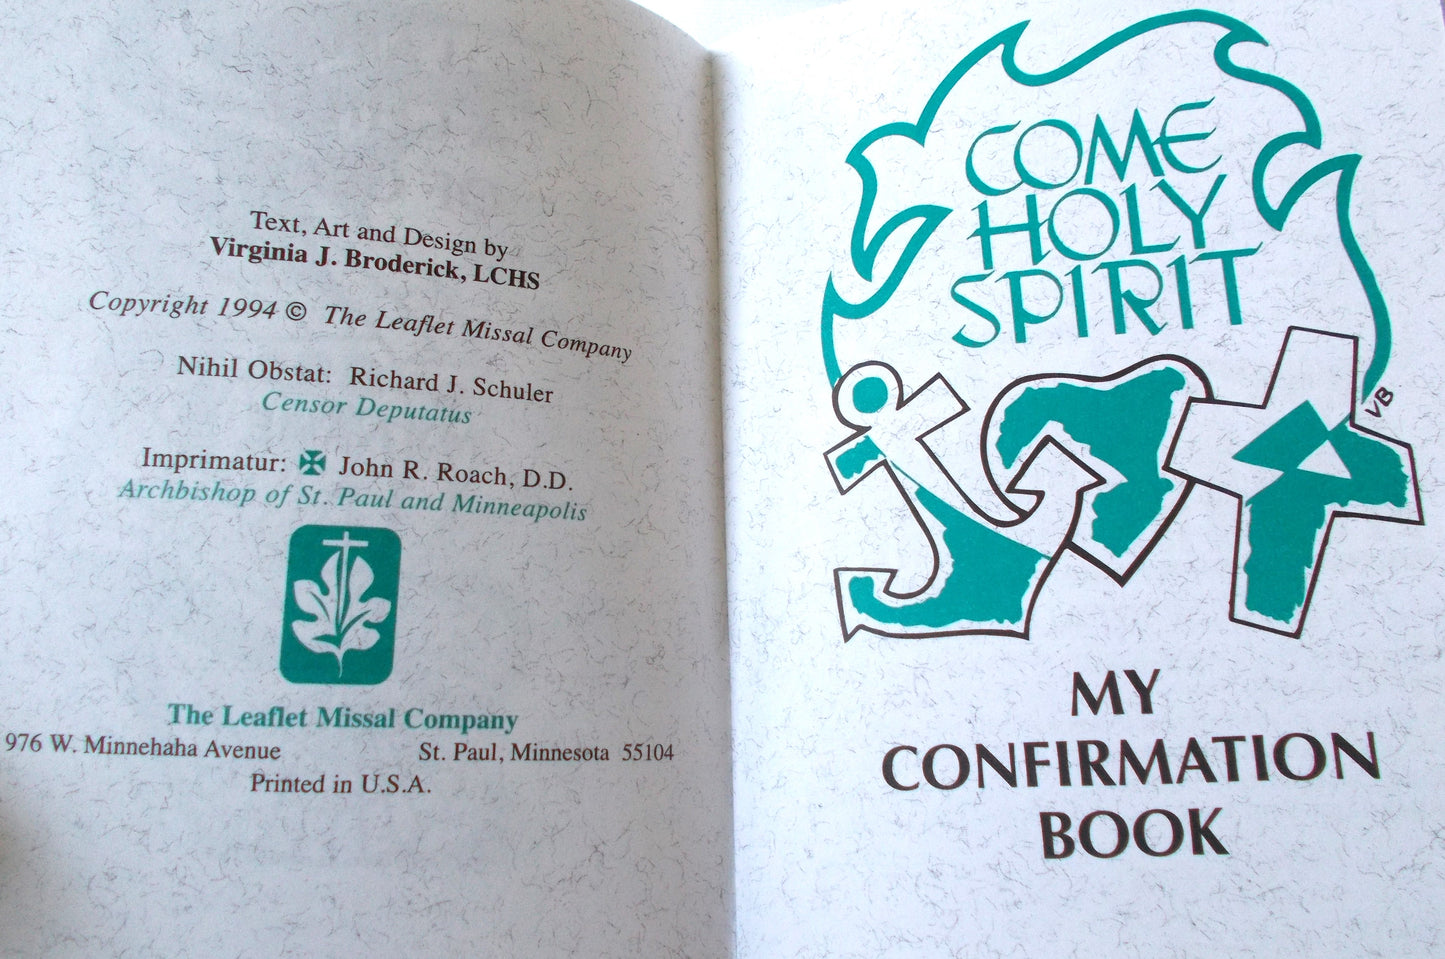 Text, Art and Design by
Virginia J. Broderick, LCHS
Copyright 1994 © The Leaflet Missal Company
Nihil Obstat: Richard J. Schuler
Censor Deputatus
Imprimatur: ✠ John R. Roach, D.D.
Archbishop of St. Paul and Minneapolis
The Leaflet Missal Company
976 W. Minnehaha Avenue St. Paul, Minnesota 55104
Printed in U.S.A.
COME
HOLY
SPIRIT
VB
MY
CONFIRMATION
BOOK